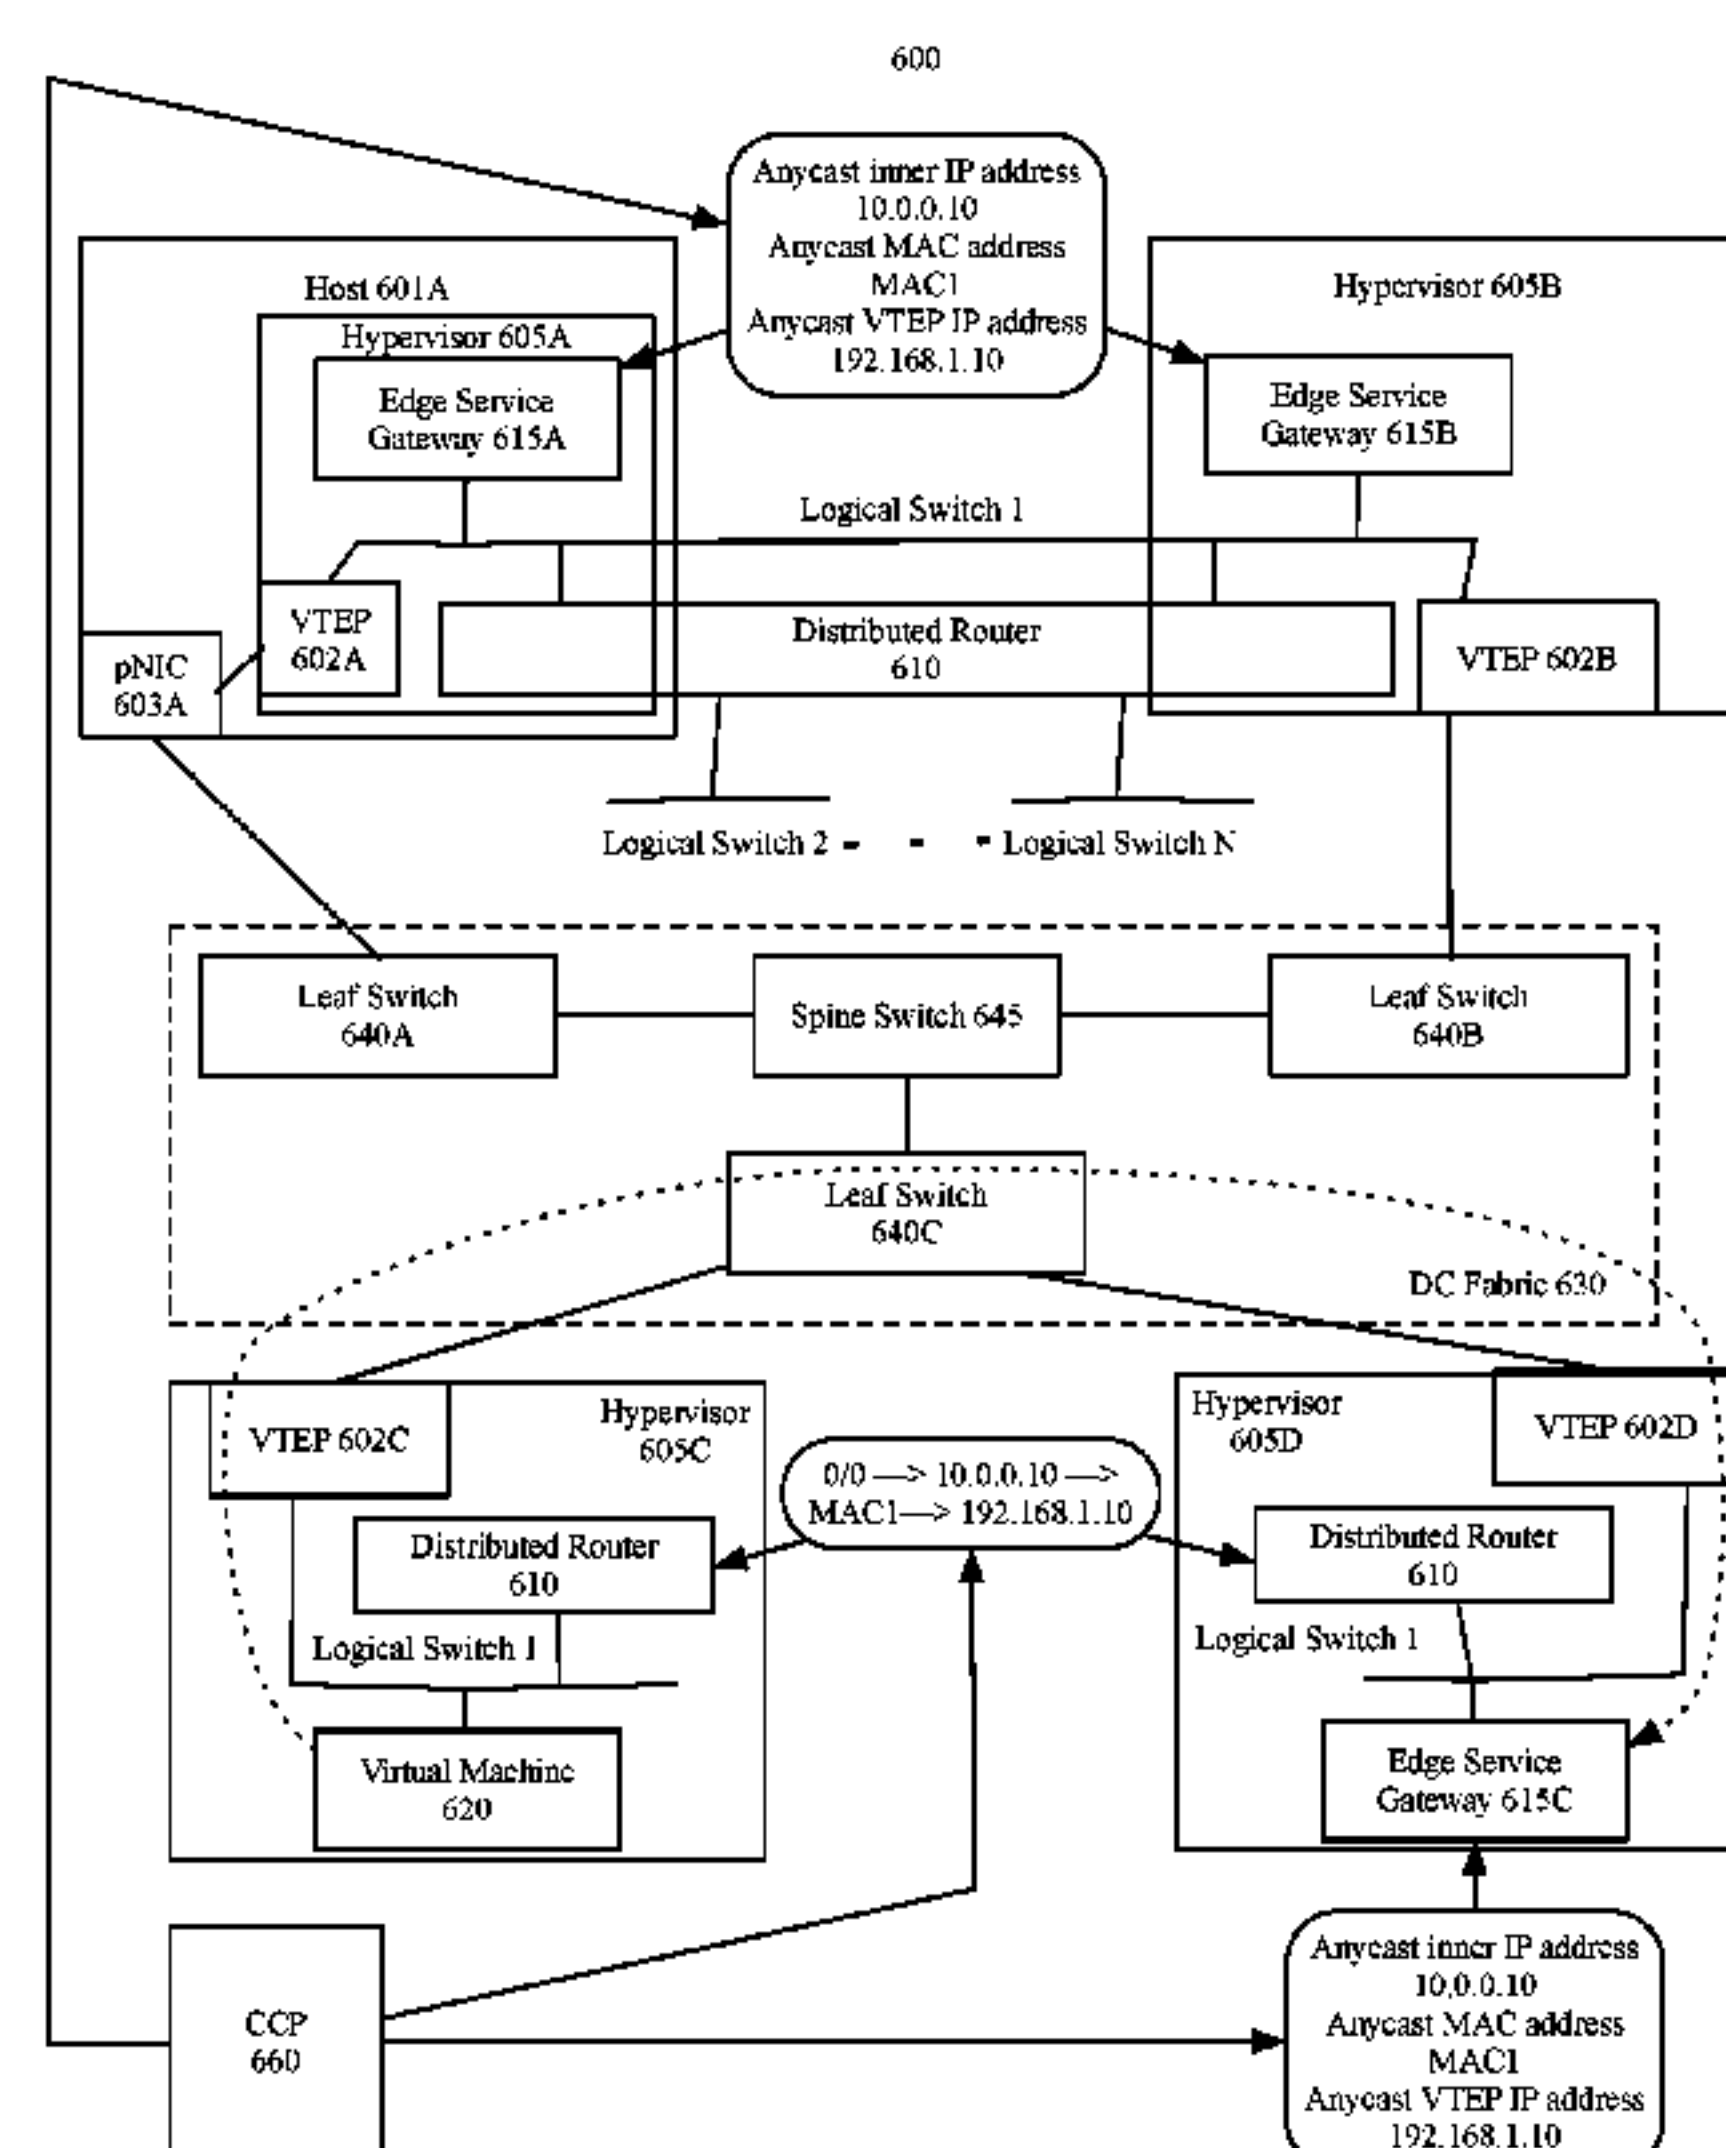 600
Anycast inner IP address
10.0.0.10
Anycast MAC address
MAC1
Anycast VTEP IP address
192.168.1.10
Host 601A
Hypervisor 605A
Edge Service
Gateway 615A
Hypervisor 605B
Edge Service
Gateway 615B
Logical Switch 1
VTEP
602A
pNIC
603A
Distributed Router
610
VTEP 602B
Logical Switch 2 - - - Logical Switch N
Leaf Switch
640A
Spine Switch 645
Leaf Switch
640B
Leaf Switch
640C
DC Fabric 630
VTEP 602C
Hypervisor
605C
Distributed Router
610
Logical Switch 1
Virtual Machine
620
0/0 —> 10.0.0.10 —>
MAC1—> 192.168.1.10
Hypervisor
605D
VTEP 602D
Distributed Router
610
Logical Switch 1
Edge Service
Gateway 615C
CCP
660
Anycast inner IP address
10,0.0.10
Anycast MAC address
MAC1
Anycast VTEP IP address
192.168.1.10